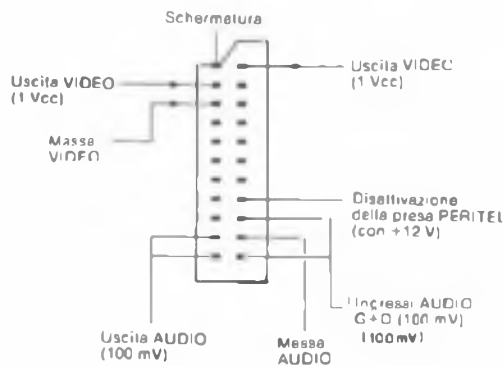 Schermatura
Uscita VIDEO
(1 Vcc)
Uscita VIDEO
(1 Vcc)
Massa
VIDEO
Disattivazione
della presa PERITEL
(con +12 V)
Ingressi AUDIO
G+D (100 mV)
(100mV)
Uscita AUDIO
(100 mV)
Massa
AUDIO